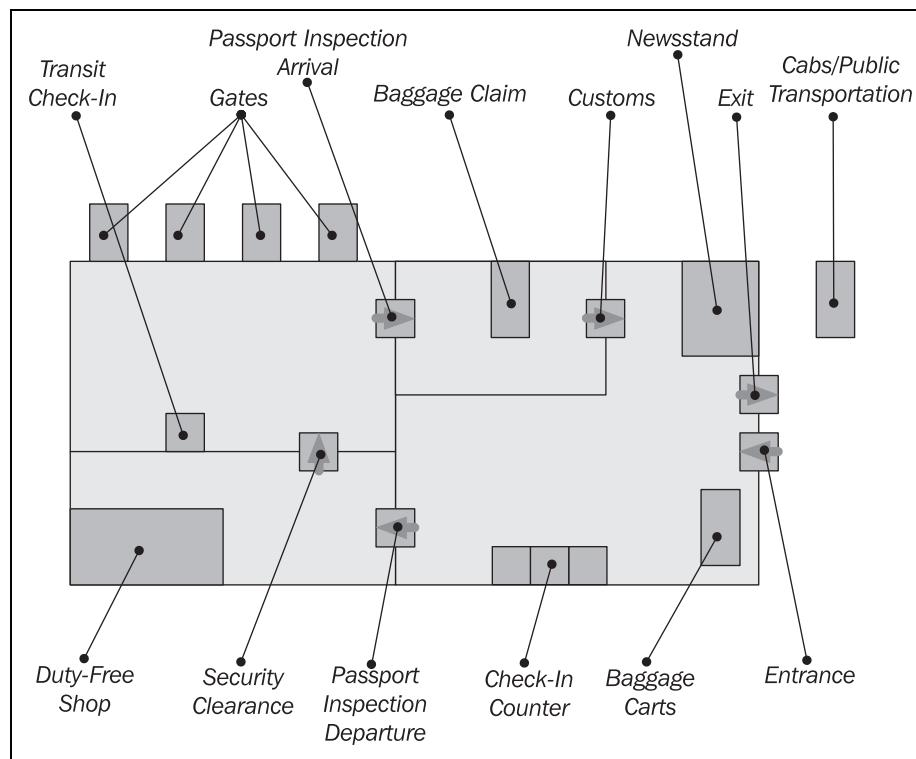 Passport Inspection
Arrival
Newsstand
Transit
Check-In
Gates
Baggage Claim
Customs
Exit
Cabs/Public
Transportation
Duty-Free
Shop
Security
Clearance
Passport
Inspection
Departure
Check-In
Counter
Baggage
Carts
Entrance